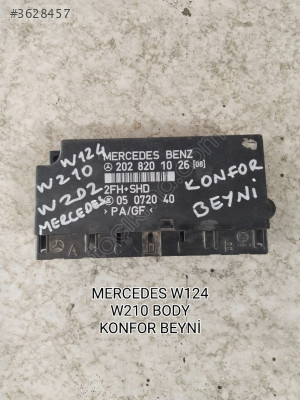 #3628457
W124
W210
W202
MERCEDES
MERCEDES BENZ
202 820 10 26 [08]
2FH+SHD
05 0720 40
>PA/GF<
KONFOR
BEYNİ
A C E
MERCEDES W124
W210 BODY
KONFOR BEYNİ